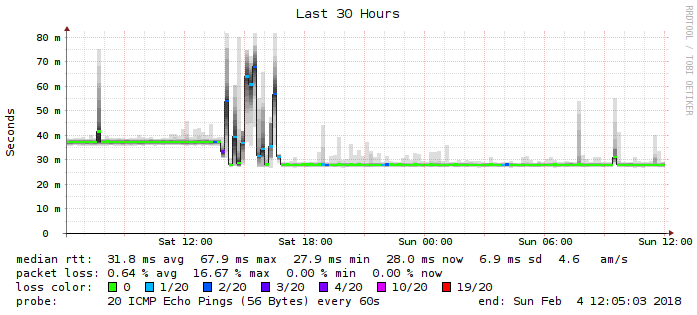 Last 30 Hours
RRDTOOL / TOBI OETIKER
Seconds
80 m
70 m
60 m
50 m
40 m
30 m
20 m
10 m
0
Sat 12:00 Sat 18:00 Sun 00:00 Sun 06:00 Sun 12:00
median rtt: 31.8 ms avg 67.9 ms max 27.9 ms min 28.0 ms now 6.9 ms sd 4.6 am/s
packet loss: 0.64 % avg 16.67 % max 0.00 % min 0.00 % now
loss color: 0 1/20 2/20 3/20 4/20 10/20 19/20
probe: 20 ICMP Echo Pings (56 Bytes) every 60s end: Sun Feb 4 12:05:03 2018